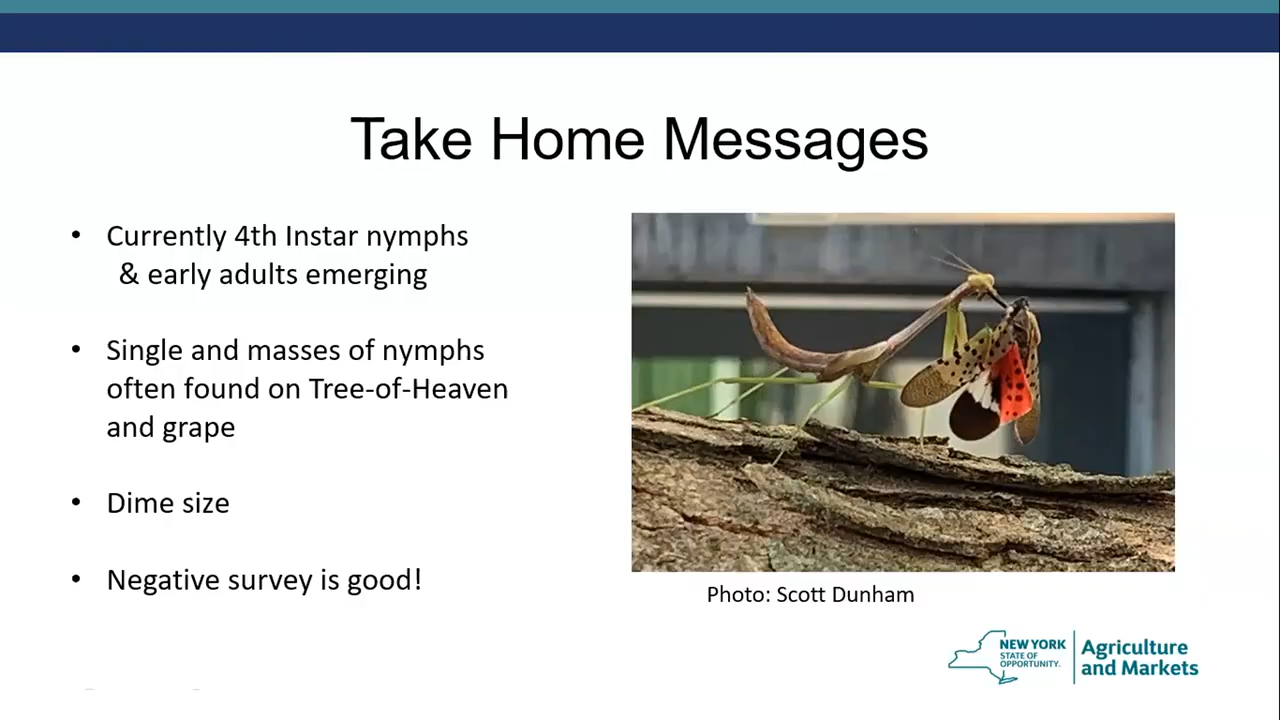 Take Home Messages
• Currently 4th Instar nymphs
& early adults emerging
• Single and masses of nymphs
often found on Tree-of-Heaven
and grape
• Dime size
• Negative survey is good!
Photo: Scott Dunham
NEW YORK
STATE OF
OPPORTUNITY.
Agriculture
and Markets